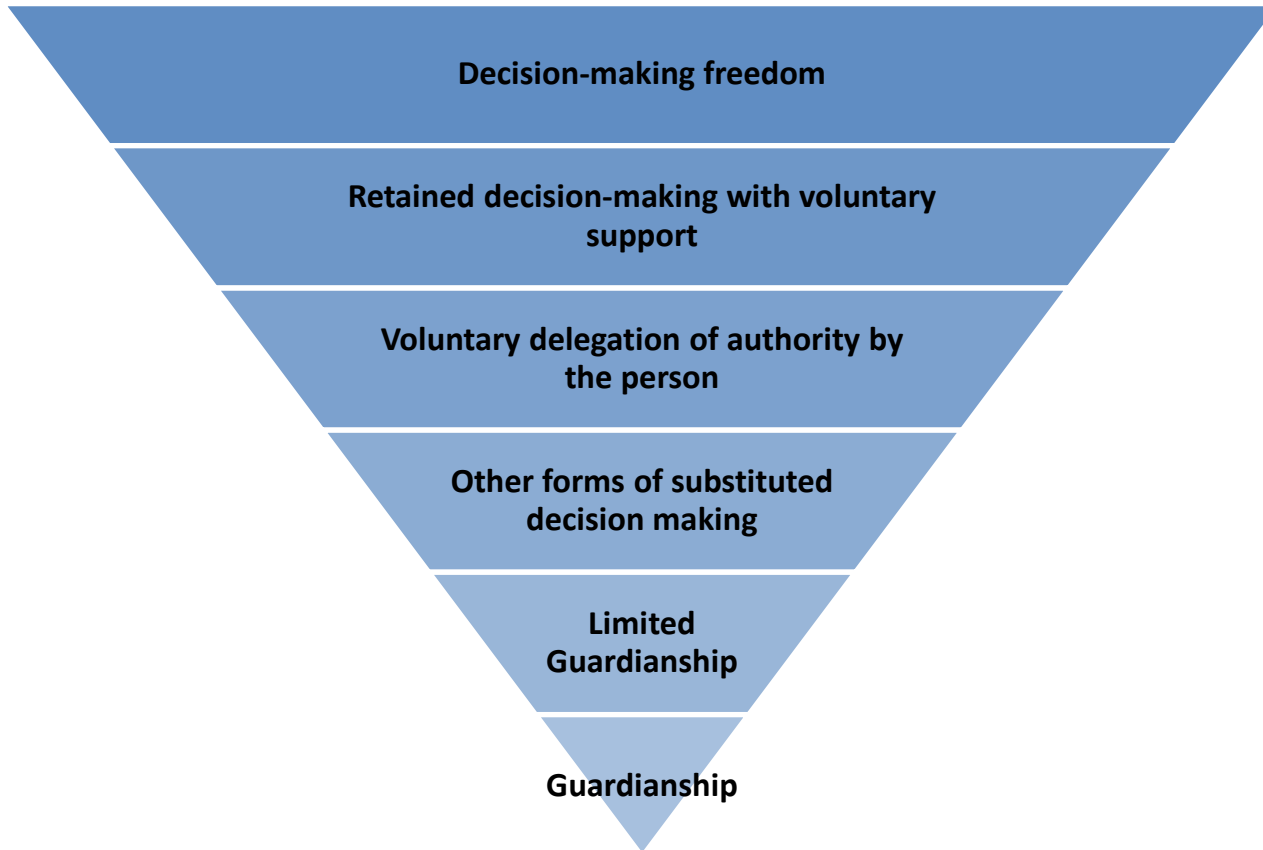 Decision-making freedom
Retained decision-making with voluntary
support
Voluntary delegation of authority by
the person
Other forms of substituted
decision making
Limited
Guardianship
Guardianship